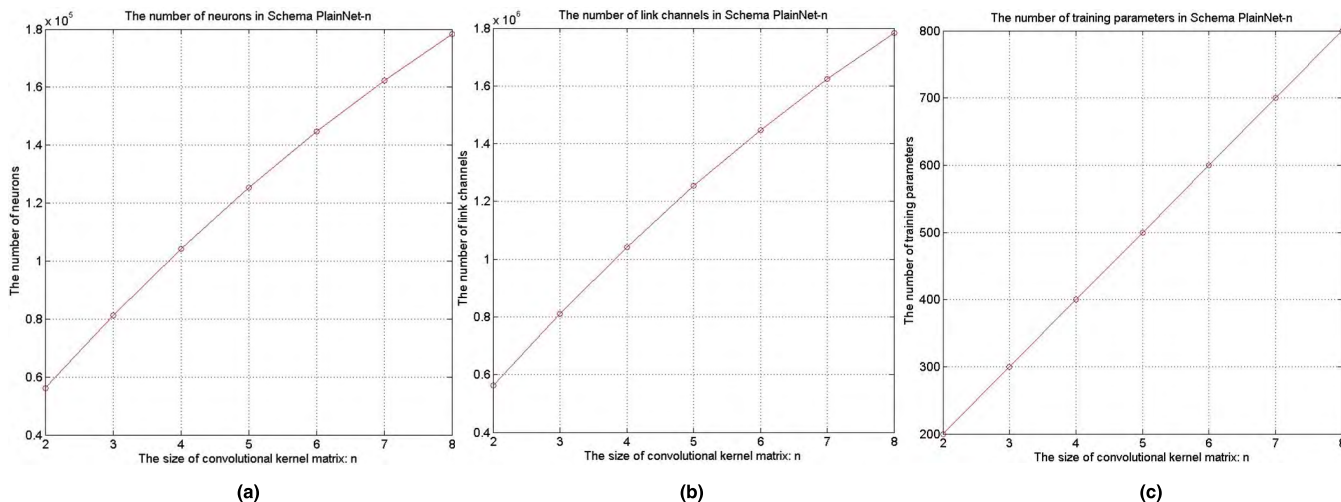 The number of neurons in Schema PlainNet-n
1.8 x 10^5
1.6
1.4
1.2
1
0.8
0.6
0.4
The number of neurons
2 3 4 5 6 7 8
The size of convolutional kernel matrix: n
(a)
The number of link channels in Schema PlainNet-n
1.8 x 10^6
1.6
1.4
1.2
1
0.8
0.6
0.4
The number of link channels
2 3 4 5 6 7 8
The size of convolutional kernel matrix: n
(b)
The number of training parameters in Schema PlainNet-n
800
700
600
500
400
300
200
The number of training parameters
2 3 4 5 6 7 8
The size of convolutional kernel matrix: n
(c)